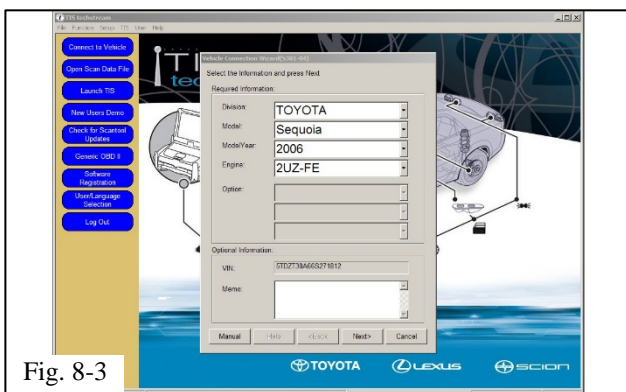 TIS techstream
File Function Setup TIS User Help
Connect to Vehicle
Open Scan Data File
Launch TIS
New Users Demo
Check for Scantool
Updates
Generic OBD II
Software
Registration
User/Language
Selection
Log Out
TI
tec
Vehicle Connection Wizard
Select the Information and press Next
Required Information:
Division: TOYOTA
Model: Sequoia
ModelYear: 2006
Engine: 2UZ-FE
Option:
Optional Information:
VIN:
Memo:
Manual Help <Back Next> Cancel
TOYOTA LEXUS SCION
Fig. 8-3